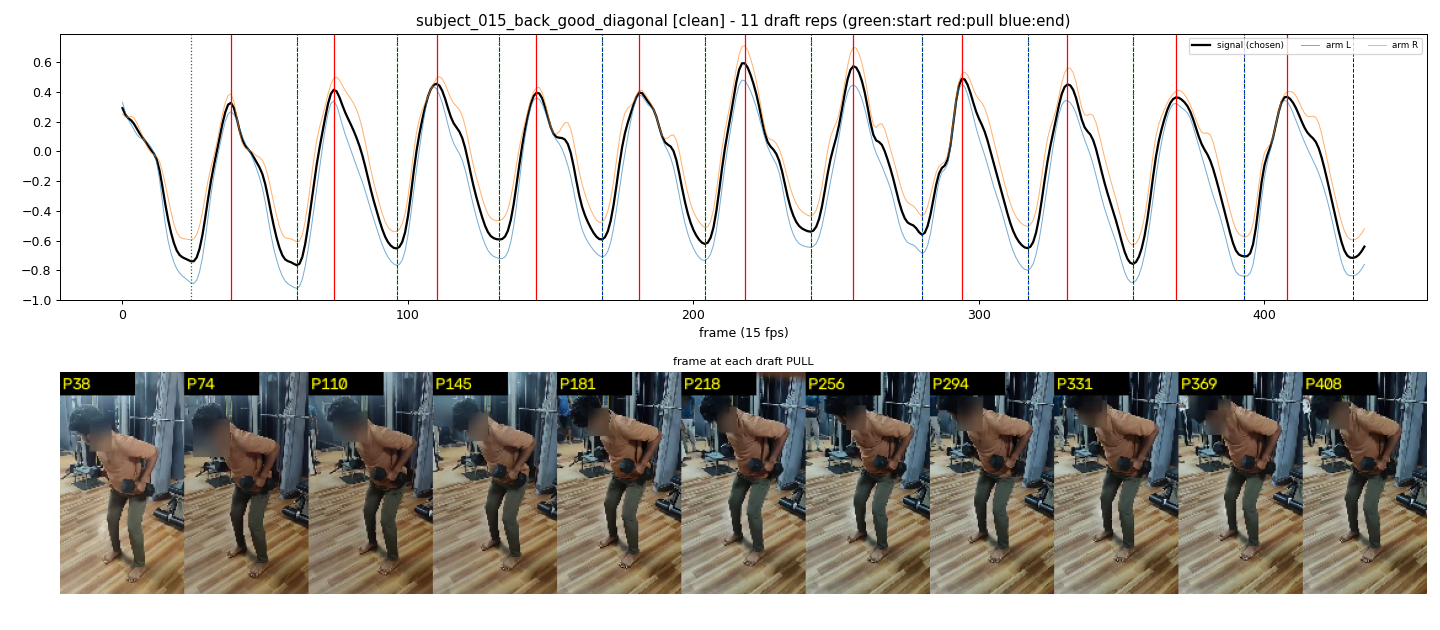 subject_015_back_good_diagonal [clean] - 11 draft reps (green:start red:pull blue:end)
signal (chosen) arm L arm R
0.6
0.4
0.2
0.0
−0.2
−0.4
−0.6
−0.8
−1.0
0 100 200 300 400
frame (15 fps)
frame at each draft PULL
P38 P74 P110 P145 P181 P218 P256 P294 P331 P369 P408